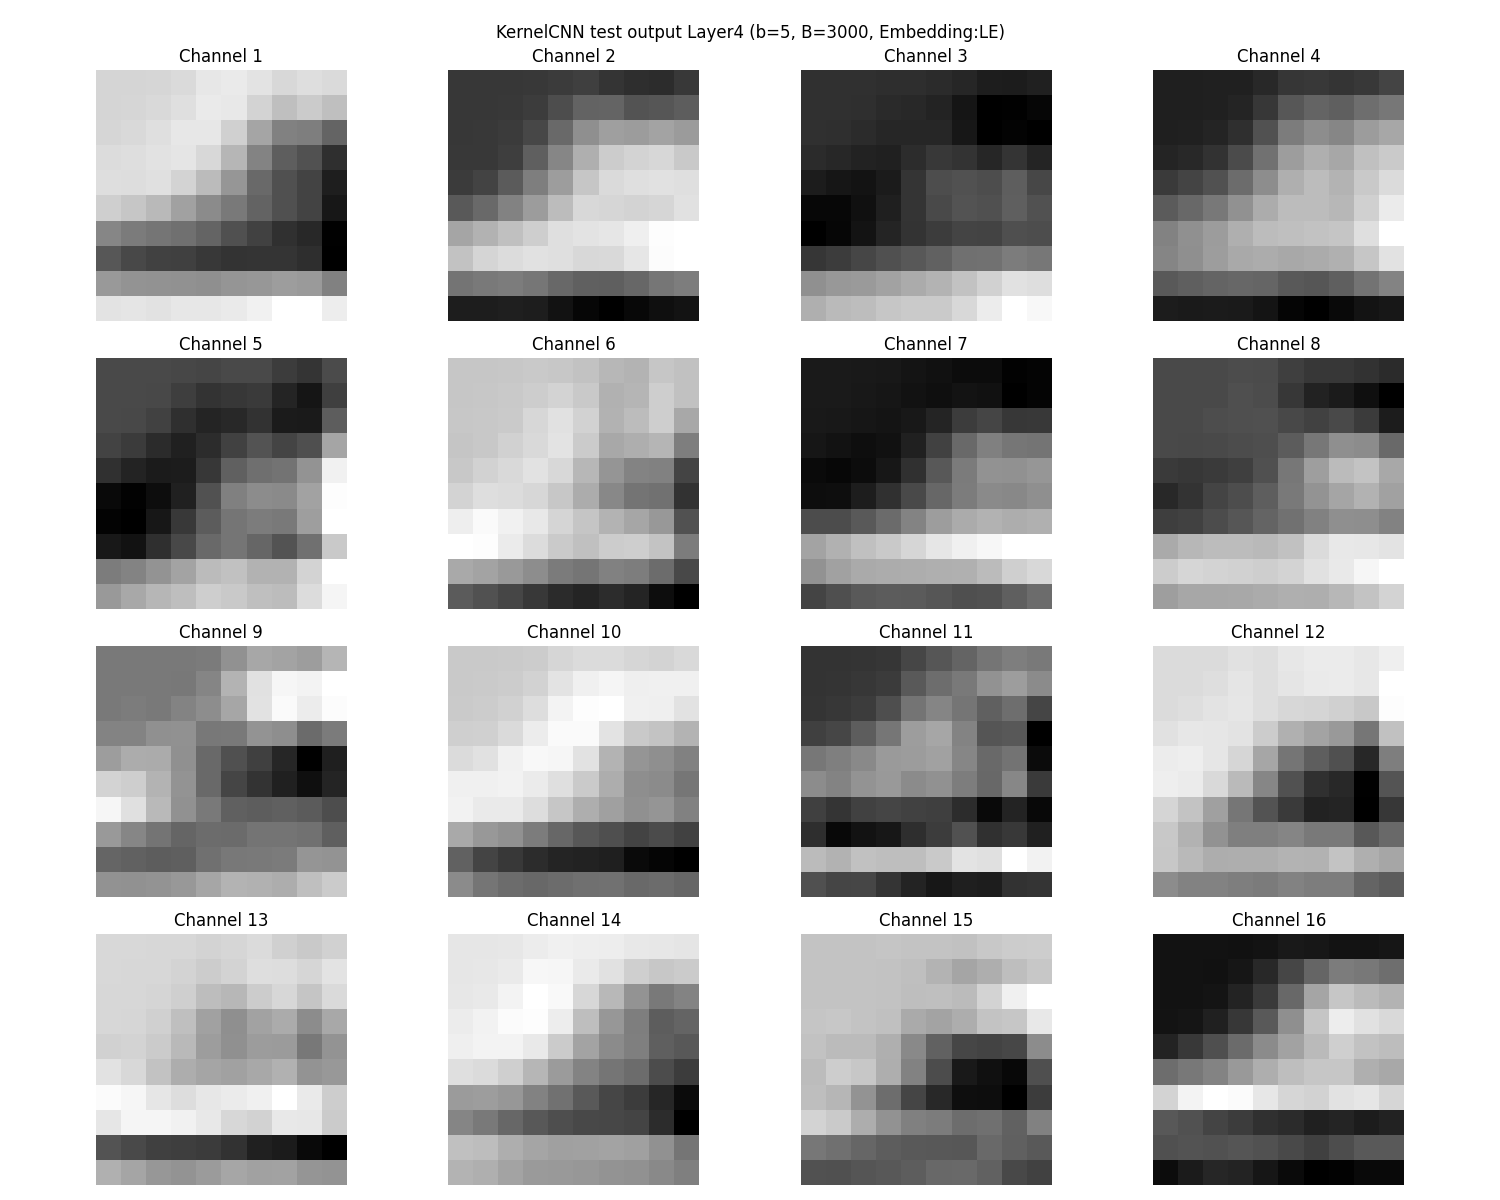 KernelCNN test output Layer4 (b=5, B=3000, Embedding:LE)
Channel 1
Channel 2
Channel 3
Channel 4
Channel 5
Channel 6
Channel 7
Channel 8
Channel 9
Channel 10
Channel 11
Channel 12
Channel 13
Channel 14
Channel 15
Channel 16